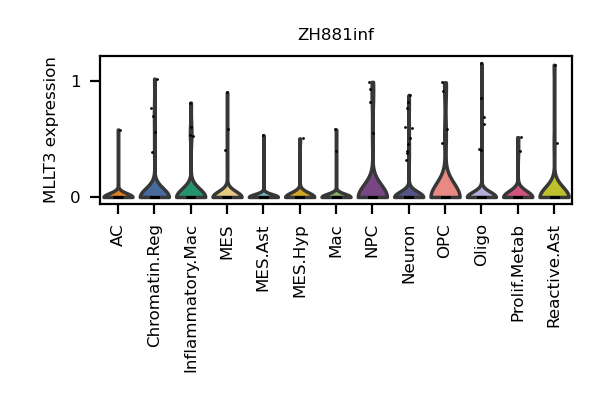 ZH881inf
MLLT3 expression
1
0
AC
Chromatin.Reg
Inflammatory.Mac
MES
MES.Ast
MES.Hyp
Mac
NPC
Neuron
OPC
Oligo
Prolif.Metab
Reactive.Ast